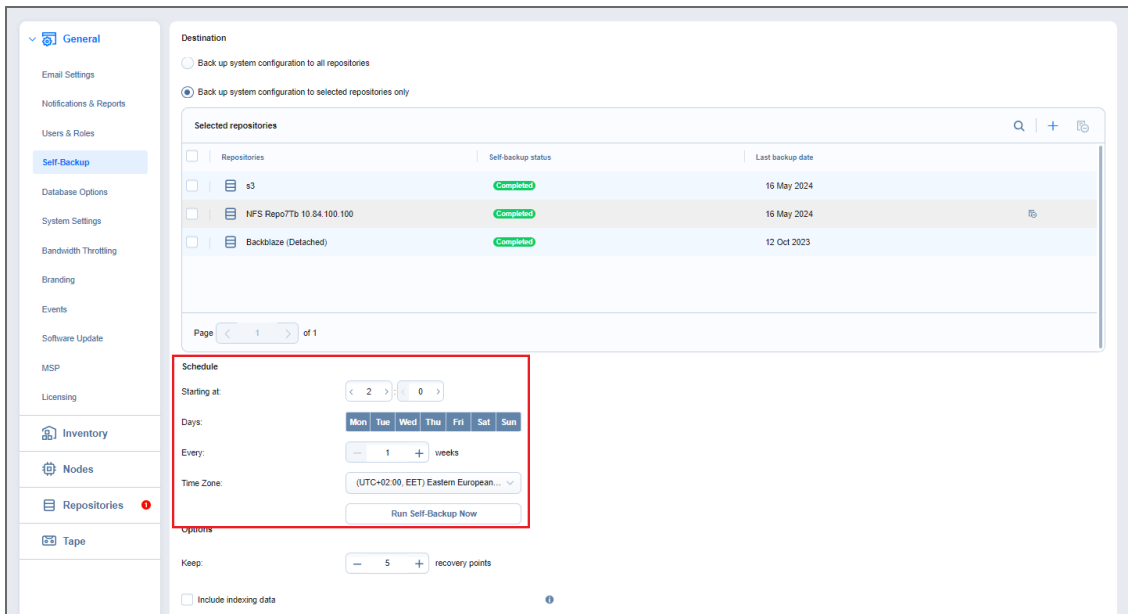 General
Email Settings
Notifications & Reports
Users & Roles
Self-Backup
Database Options
System Settings
Bandwidth Throttling
Branding
Events
Software Update
MSP
Licensing
Inventory
Nodes
Repositories 1
Tape
Destination
Back up system configuration to all repositories
Back up system configuration to selected repositories only
Selected repositories
Repositories Self-backup status Last backup date
s3 Completed 16 May 2024
NFS Repo7Tb 10.84.100.100 Completed 16 May 2024
Backblaze (Detached) Completed 12 Oct 2023
Page 1 of 1
Schedule
Starting at: 2 : 0
Days: Mon Tue Wed Thu Fri Sat Sun
Every: 1 weeks
Time Zone: (UTC+02:00, EET) Eastern European...
Run Self-Backup Now
Options
Keep: 5 recovery points
Include indexing data